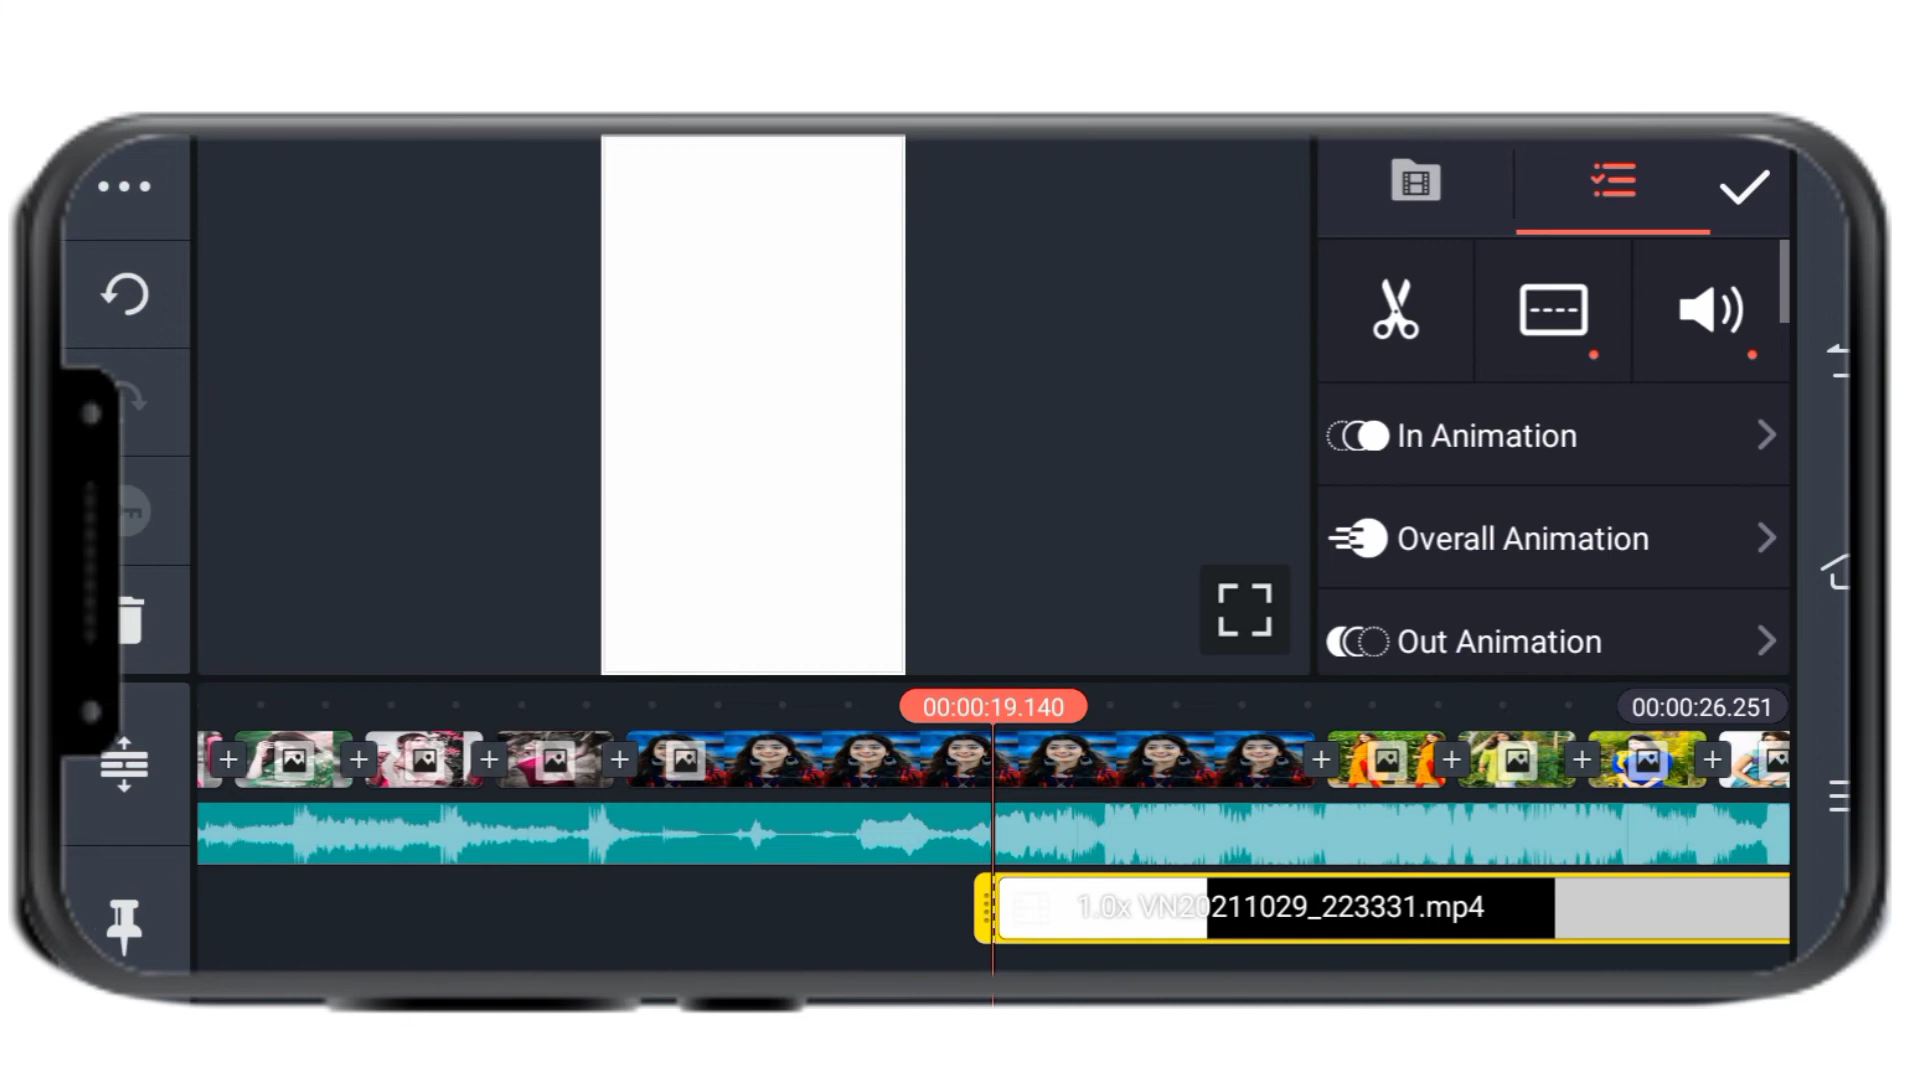 In Animation
Overall Animation
Out Animation
00:00:19.140
00:00:26.251
1.0x VN20211029_223331.mp4